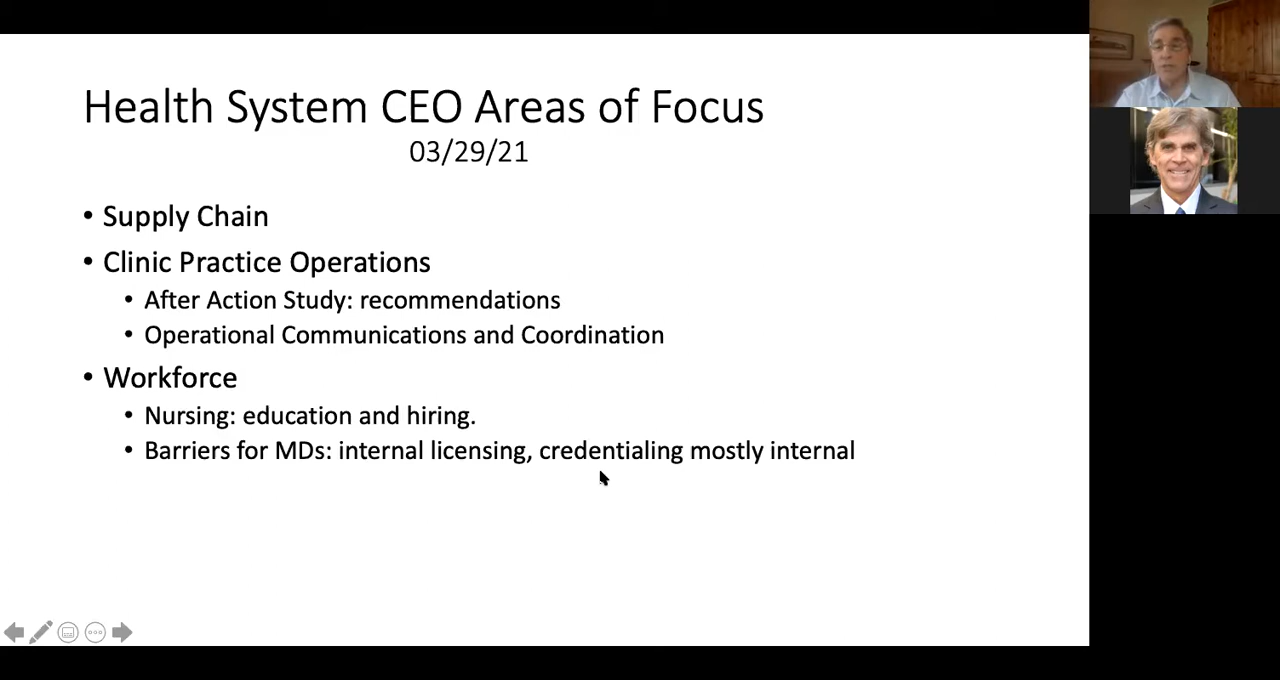 Health System CEO Areas of Focus
03/29/21
• Supply Chain
• Clinic Practice Operations
• After Action Study: recommendations
• Operational Communications and Coordination
• Workforce
• Nursing: education and hiring.
• Barriers for MDs: internal licensing, credentialing mostly internal